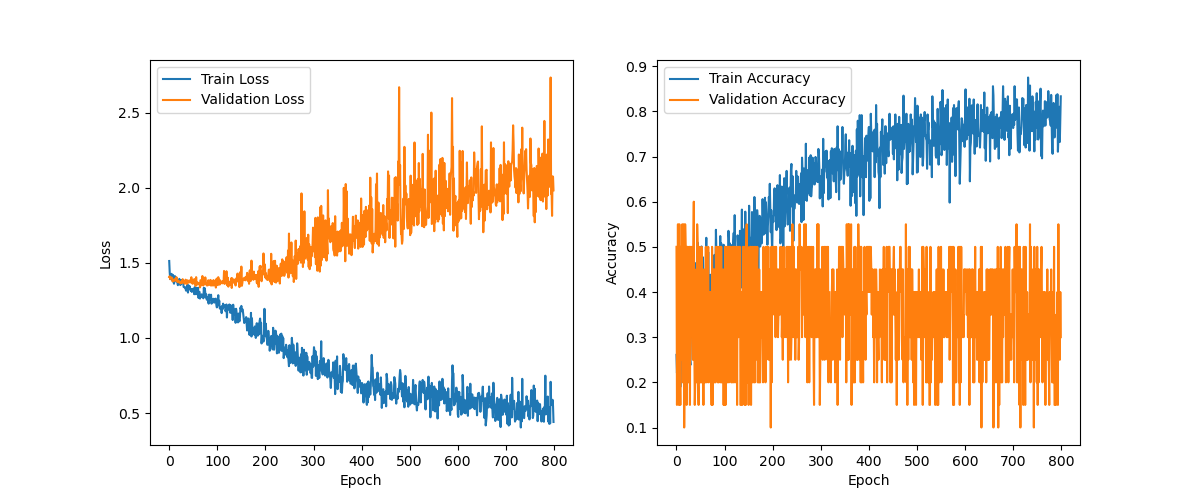 Train Loss
Validation Loss
2.5
2.0
1.5
1.0
0.5
Loss
0 100 200 300 400 500 600 700 800
Epoch
Train Accuracy
Validation Accuracy
0.9
0.8
0.7
0.6
0.5
0.4
0.3
0.2
0.1
Accuracy
0 100 200 300 400 500 600 700 800
Epoch